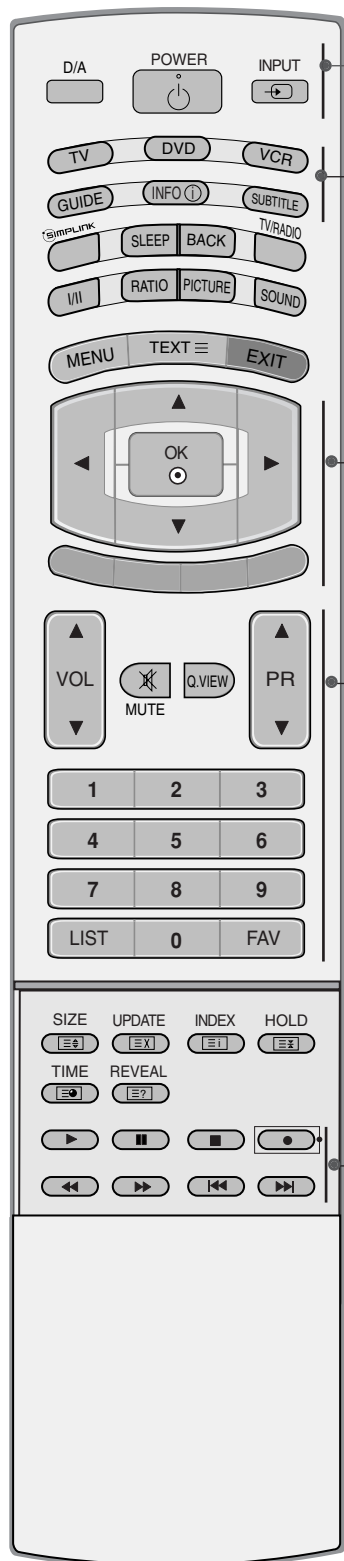 D/A POWER INPUT
TV DVD VCR
GUIDE INFO i SUBTITLE
SIMPLINK SLEEP BACK TV/RADIO
I/II RATIO PICTURE SOUND
MENU TEXT EXIT
OK
VOL MUTE Q.VIEW PR
1 2 3
4 5 6
7 8 9
LIST 0 FAV
SIZE UPDATE INDEX HOLD
X i
TIME REVEAL
?